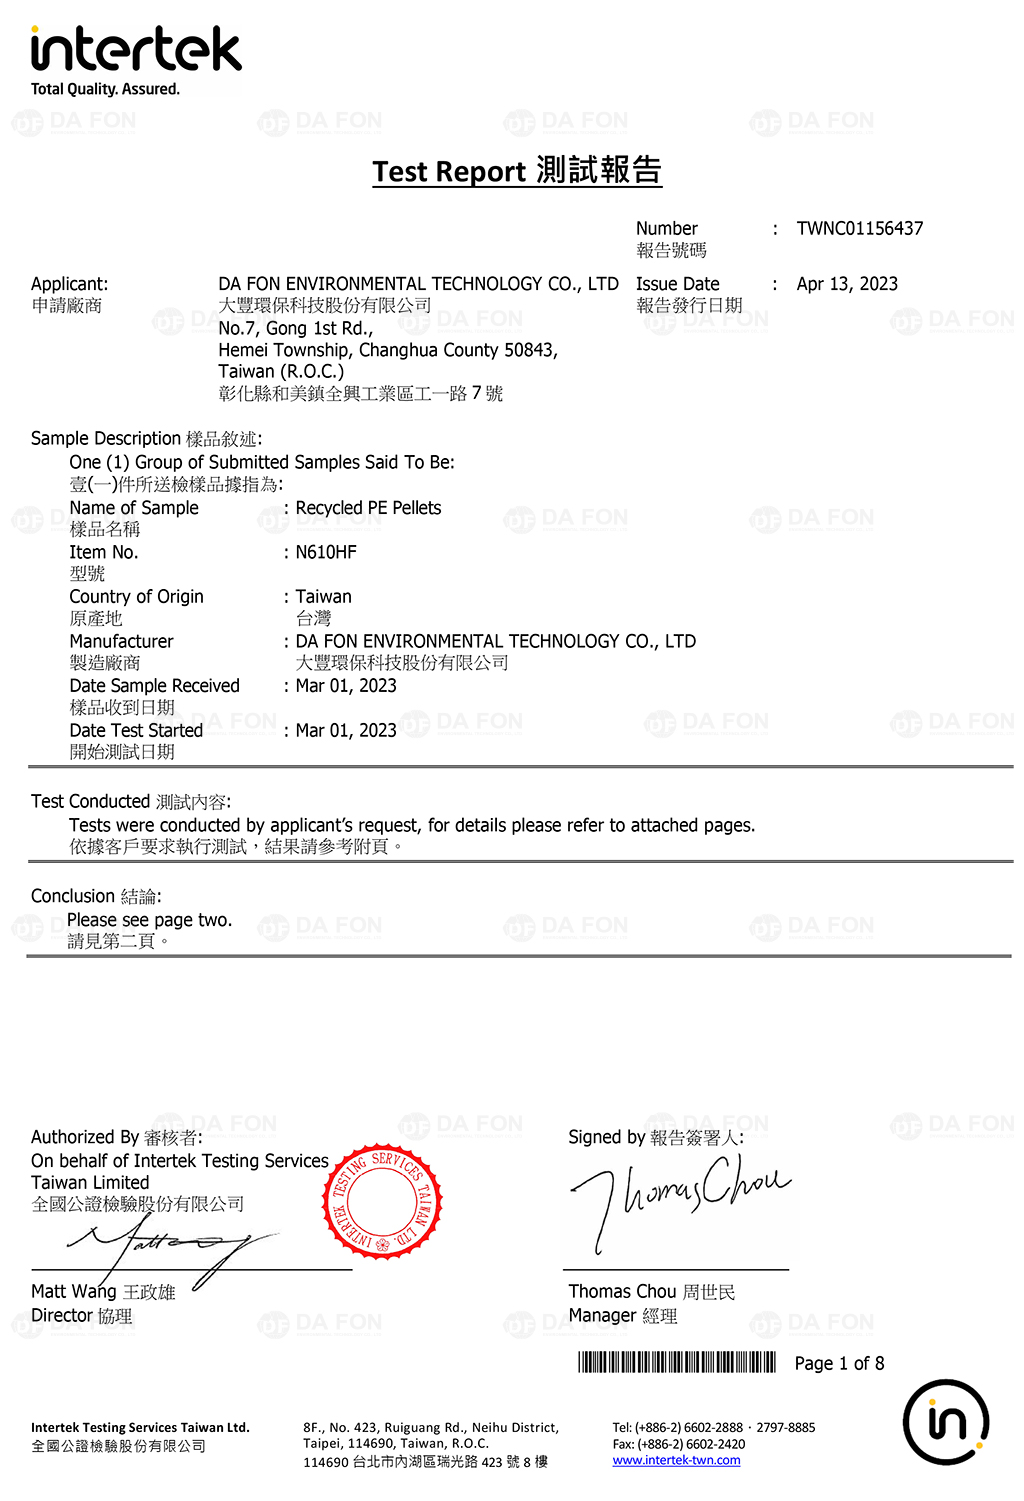 intertek
Total Quality. Assured.
Test Report 測試報告
Number : TWNC01156437
報告號碼
Applicant: DA FON ENVIRONMENTAL TECHNOLOGY CO., LTD Issue Date : Apr 13, 2023
申請廠商 大豐環保科技股份有限公司 報告發行日期
No.7, Gong 1st Rd.,
Hemei Township, Changhua County 50843,
Taiwan (R.O.C.)
彰化縣和美鎮全興工業區工一路 7 號
Sample Description 樣品敘述:
One (1) Group of Submitted Samples Said To Be:
壹(一)件所送檢樣品據指為:
Name of Sample : Recycled PE Pellets
樣品名稱
Item No. : N610HF
型號
Country of Origin : Taiwan
原產地 台灣
Manufacturer : DA FON ENVIRONMENTAL TECHNOLOGY CO., LTD
製造廠商 大豐環保科技股份有限公司
Date Sample Received : Mar 01, 2023
樣品收到日期
Date Test Started : Mar 01, 2023
開始測試日期
Test Conducted 測試內容:
Tests were conducted by applicant's request, for details please refer to attached pages.
依據客戶要求執行測試，結果請參考附頁。
Conclusion 結論:
Please see page two.
請見第二頁。
Authorized By 審核者: Signed by 報告簽署人:
On behalf of Intertek Testing Services
Taiwan Limited
全國公證檢驗股份有限公司
INTERTEK TESTING SERVICES TAIWAN LTD.
Thomas Chou
Matt Wang 王政雄 Thomas Chou 周世民
Director 協理 Manager 經理
Page 1 of 8
Intertek Testing Services Taiwan Ltd. 8F., No. 423, Ruiguang Rd., Neihu District, Tel: (+886-2) 6602-2888．2797-8885
全國公證檢驗股份有限公司 Taipei, 114690, Taiwan, R.O.C. Fax: (+886-2) 6602-2420
114690 台北市內湖區瑞光路 423 號 8 樓 www.intertek-twn.com
in
DF DA FON